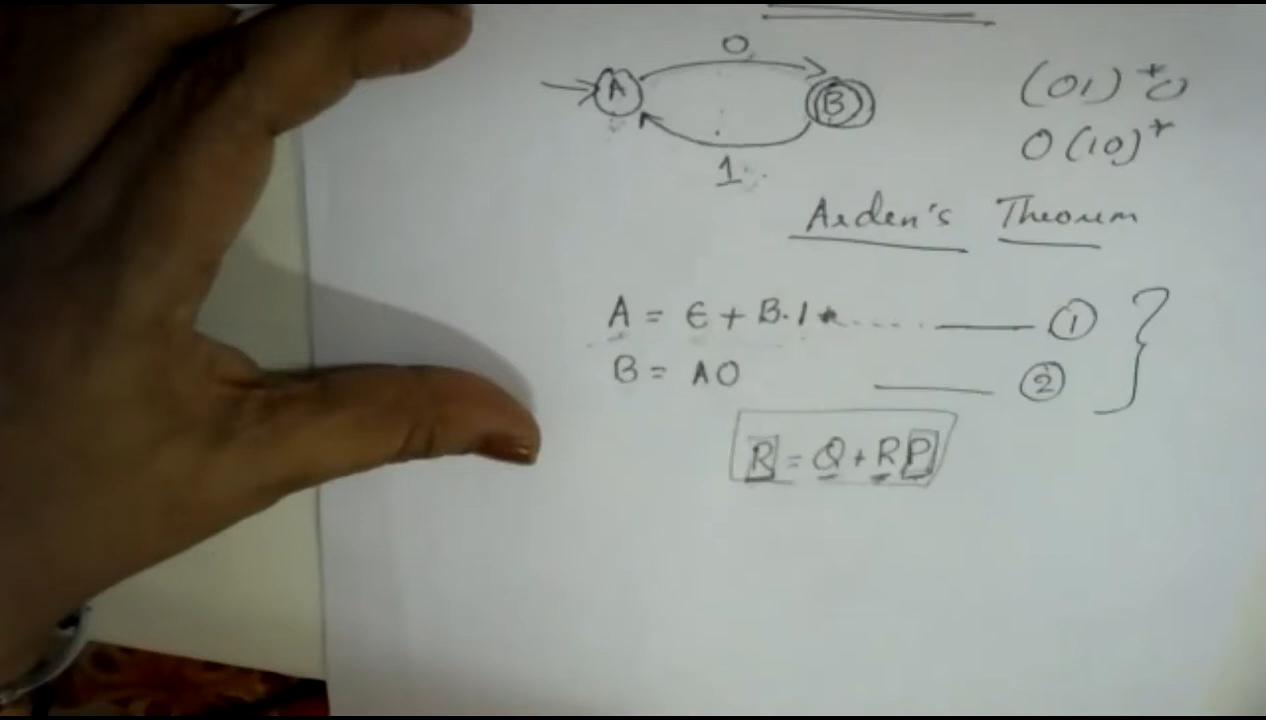 0
A
B
1
(01)*0
0(10)*
Arden's Theorem
A = ϵ + B.1 ①
B = A0 ②
R = Q + RP